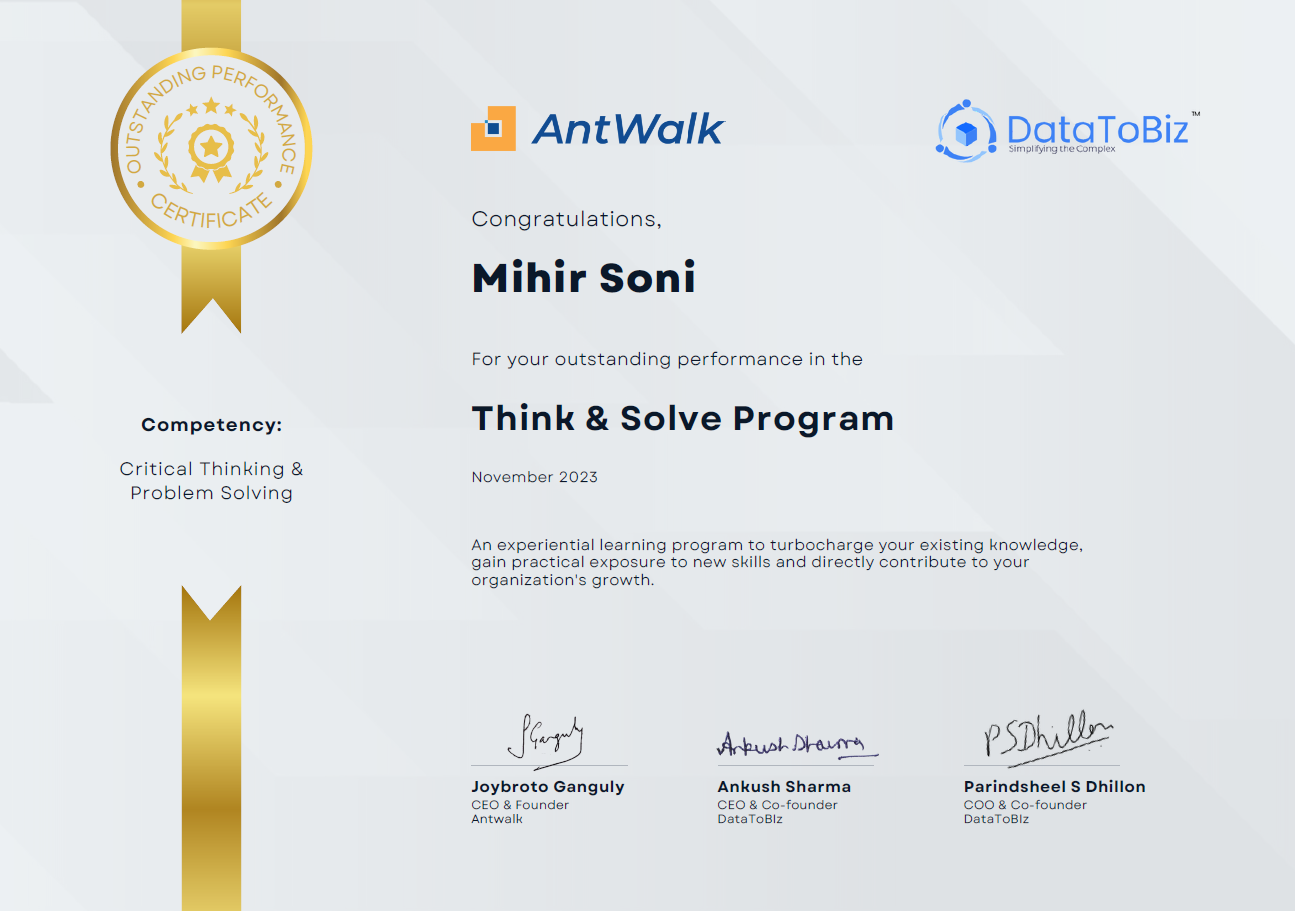 OUTSTANDING PERFORMANCE
CERTIFICATE
AntWalk
DataToBiz™
Simplifying the Complex
Congratulations,
Mihir Soni
For your outstanding performance in the
Think & Solve Program
November 2023
Competency:
Critical Thinking &
Problem Solving
An experiential learning program to turbocharge your existing knowledge,
gain practical exposure to new skills and directly contribute to your
organization's growth.
JGanguly
Ankush Sharma
PSDhillon
Joybroto Ganguly
CEO & Founder
Antwalk
Ankush Sharma
CEO & Co-founder
DataToBIz
Parindsheel S Dhillon
COO & Co-founder
DataToBIz